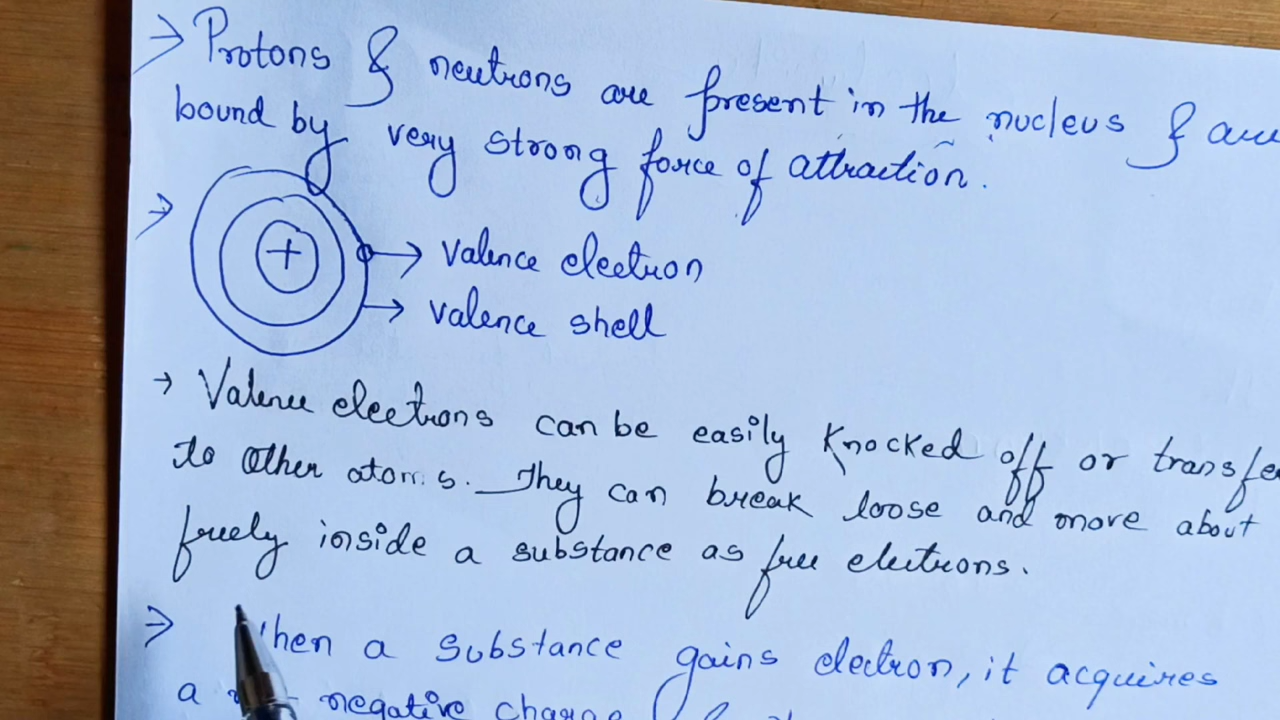 → Protons & neutrons are present in the nucleus & are
bound by very strong force of attraction.
→
+
→ valence electron
→ valence shell
→ Valence electrons can be easily knocked off or transfe
to other atoms. They can break loose and move about
freely inside a substance as free electrons.
→ When a substance gains electron, it acquires
a negative charge